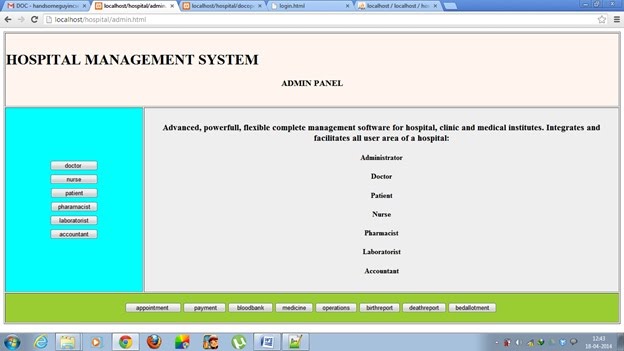 DOC - handsomeguyincu
localhost/hospital/admin.
localhost/hospital/docop
login.html
localhost / localhost / hos
localhost/hospital/admin.html
HOSPITAL MANAGEMENT SYSTEM
ADMIN PANEL
Advanced, powerfull, flexible complete management software for hospital, clinic and medical institutes. Integrates and
facilitates all user area of a hospital:
Administrator
Doctor
Patient
Nurse
Pharmacist
Laboratorist
Accountant
doctor
nurse
patient
pharamacist
laboratorist
accountant
appointment payment bloodbank medicine operations birthreport deathreport bedallotment
12:43
18-04-2014